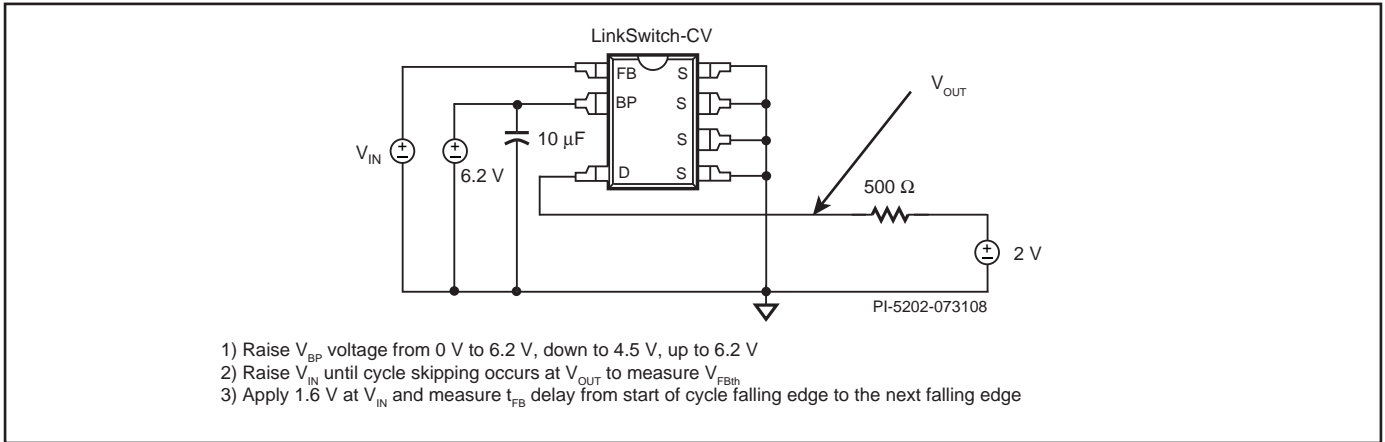 LinkSwitch-CV
FB S
BP S
S
D S
V_IN
6.2 V
10 μF
V_OUT
500 Ω
2 V
PI-5202-073108
1) Raise V_BP voltage from 0 V to 6.2 V, down to 4.5 V, up to 6.2 V
2) Raise V_IN until cycle skipping occurs at V_OUT to measure V_FBth
3) Apply 1.6 V at V_IN and measure t_FB delay from start of cycle falling edge to the next falling edge